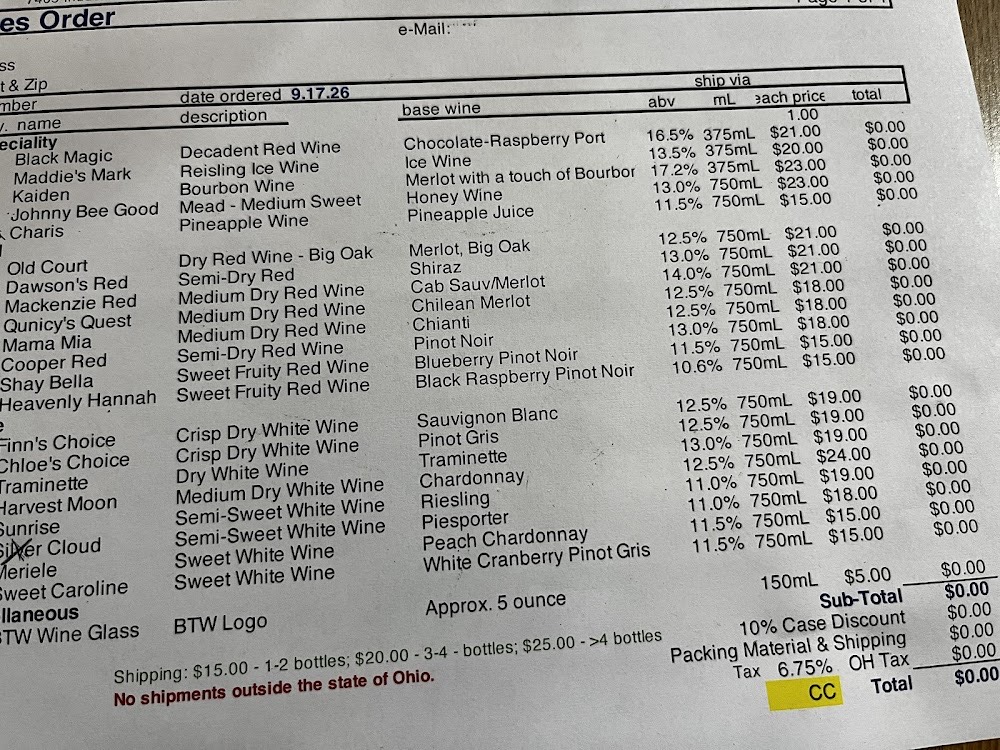 es Order
e-Mail:
ss
t & Zip
ship via
mber date ordered 9.17.26
v. name description base wine abv mL each price total
1.00
eciality
Black Magic Decadent Red Wine Chocolate-Raspberry Port 16.5% 375mL $21.00 $0.00
Maddie's Mark Reisling Ice Wine Ice Wine 13.5% 375mL $20.00 $0.00
Kaiden Bourbon Wine Merlot with a touch of Bourbor 17.2% 375mL $23.00 $0.00
Johnny Bee Good Mead - Medium Sweet Honey Wine 13.0% 750mL $23.00 $0.00
Charis Pineapple Wine Pineapple Juice 11.5% 750mL $15.00 $0.00
Old Court Dry Red Wine - Big Oak Merlot, Big Oak 12.5% 750mL $21.00 $0.00
Dawson's Red Semi-Dry Red Shiraz 13.0% 750mL $21.00 $0.00
Mackenzie Red Medium Dry Red Wine Cab Sauv/Merlot 14.0% 750mL $21.00 $0.00
Qunicy's Quest Medium Dry Red Wine Chilean Merlot 12.5% 750mL $18.00 $0.00
Mama Mia Medium Dry Red Wine Chianti 12.5% 750mL $18.00 $0.00
Cooper Red Semi-Dry Red Wine Pinot Noir 13.0% 750mL $18.00 $0.00
Shay Bella Sweet Fruity Red Wine Blueberry Pinot Noir 11.5% 750mL $15.00 $0.00
Heavenly Hannah Sweet Fruity Red Wine Black Raspberry Pinot Noir 10.6% 750mL $15.00 $0.00
e
Finn's Choice Crisp Dry White Wine Sauvignon Blanc 12.5% 750mL $19.00 $0.00
Chloe's Choice Crisp Dry White Wine Pinot Gris 12.5% 750mL $19.00 $0.00
Traminette Dry White Wine Traminette 13.0% 750mL $19.00 $0.00
Harvest Moon Medium Dry White Wine Chardonnay 12.5% 750mL $24.00 $0.00
Sunrise Semi-Sweet White Wine Riesling 11.0% 750mL $19.00 $0.00
Silver Cloud Semi-Sweet White Wine Piesporter 11.0% 750mL $18.00 $0.00
Meriele Sweet White Wine Peach Chardonnay 11.5% 750mL $15.00 $0.00
Sweet Caroline Sweet White Wine White Cranberry Pinot Gris 11.5% 750mL $15.00 $0.00
llaneous
BTW Wine Glass BTW Logo Approx. 5 ounce 150mL $5.00 $0.00
Sub-Total $0.00
10% Case Discount $0.00
Shipping: $15.00 - 1-2 bottles; $20.00 - 3-4 - bottles; $25.00 - >4 bottles Packing Material & Shipping $0.00
No shipments outside the state of Ohio. Tax 6.75% OH Tax $0.00
CC Total $0.00